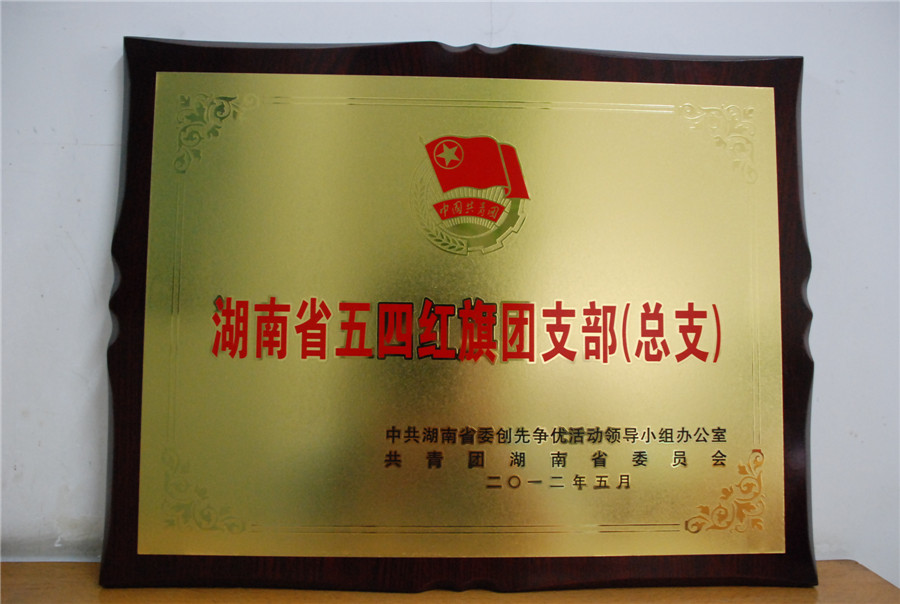 中国共青团
湖南省五四红旗团支部(总支)
中共湖南省委创先争优活动领导小组办公室
共青团湖南省委员会
二〇一二年五月